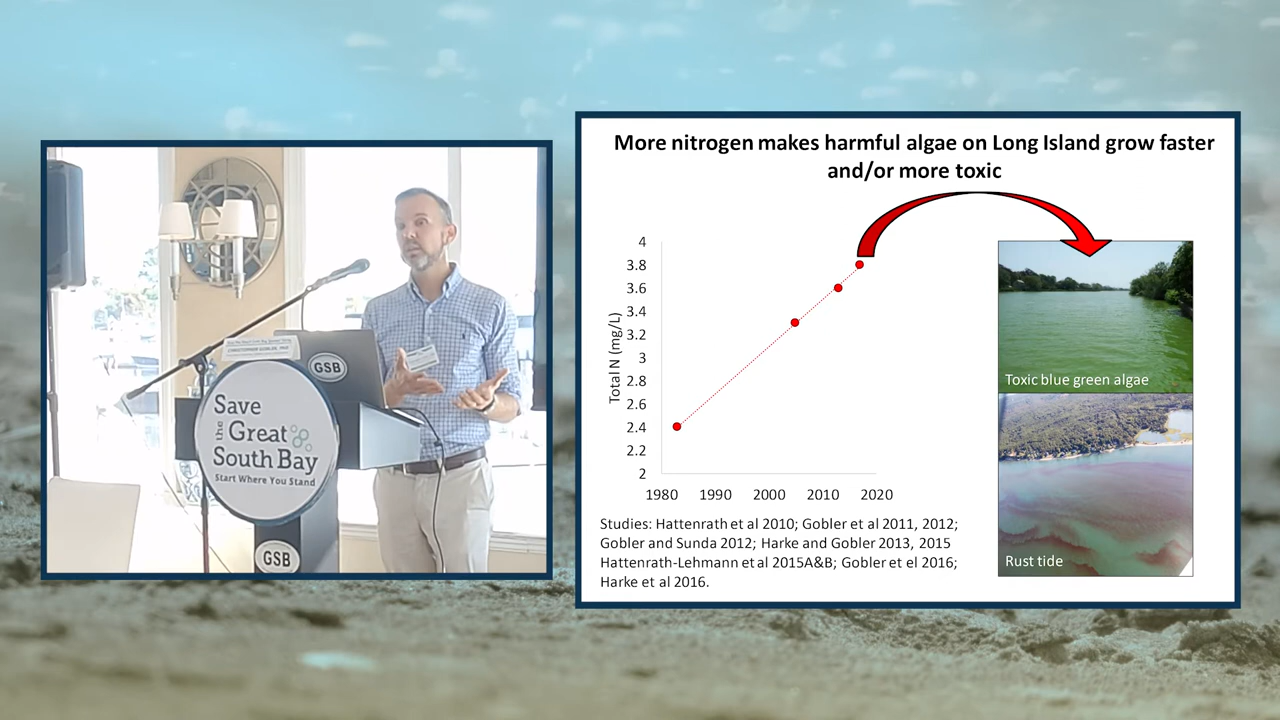 CHRISTOPHER GOBLER, PHD
GSB
Save
the Great
South Bay
Start Where You Stand
GSB
More nitrogen makes harmful algae on Long Island grow faster
and/or more toxic
Total N (mg/L)
4
3.8
3.6
3.4
3.2
3
2.8
2.6
2.4
2.2
2
1980 1990 2000 2010 2020
Studies: Hattenrath et al 2010; Gobler et al 2011, 2012;
Gobler and Sunda 2012; Harke and Gobler 2013, 2015
Hattenrath-Lehmann et al 2015A&B; Gobler et el 2016;
Harke et al 2016.
Toxic blue green algae
Rust tide